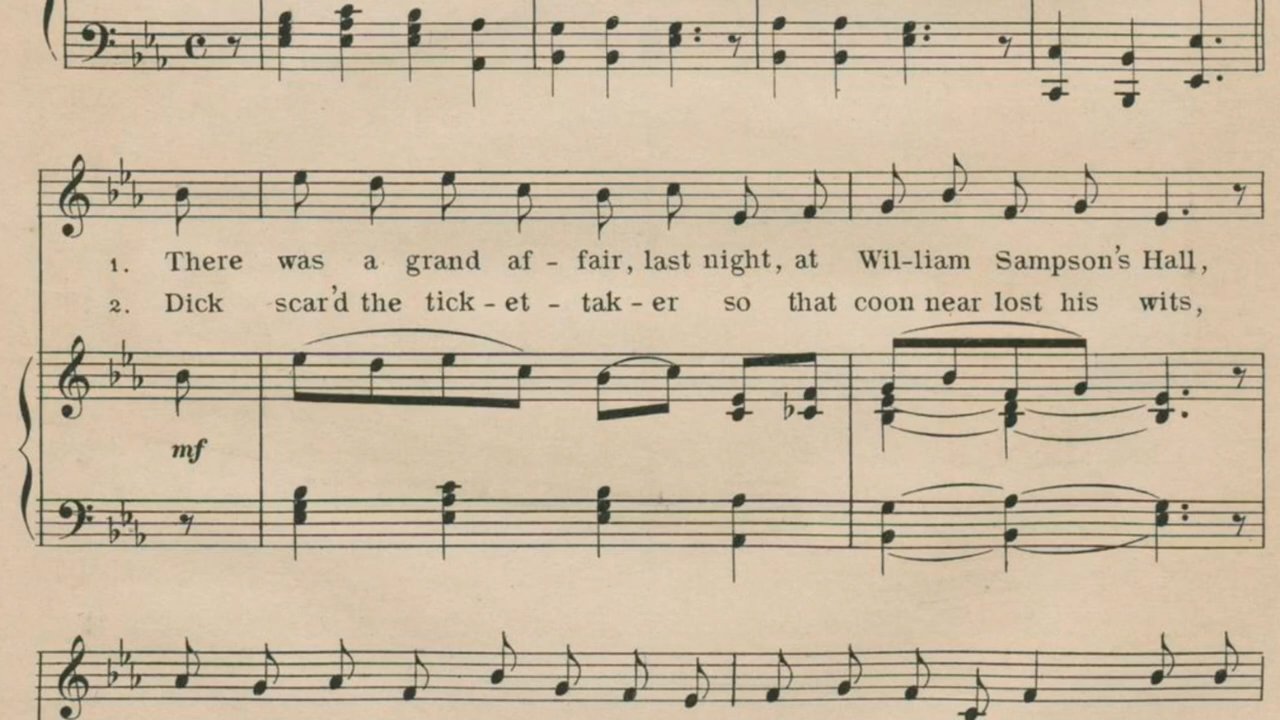 1. There was a grand af - fair, last night, at Wil-liam Sampson's Hall,
2. Dick scar'd the tick - et - tak - er so that coon near lost his wits,
mf